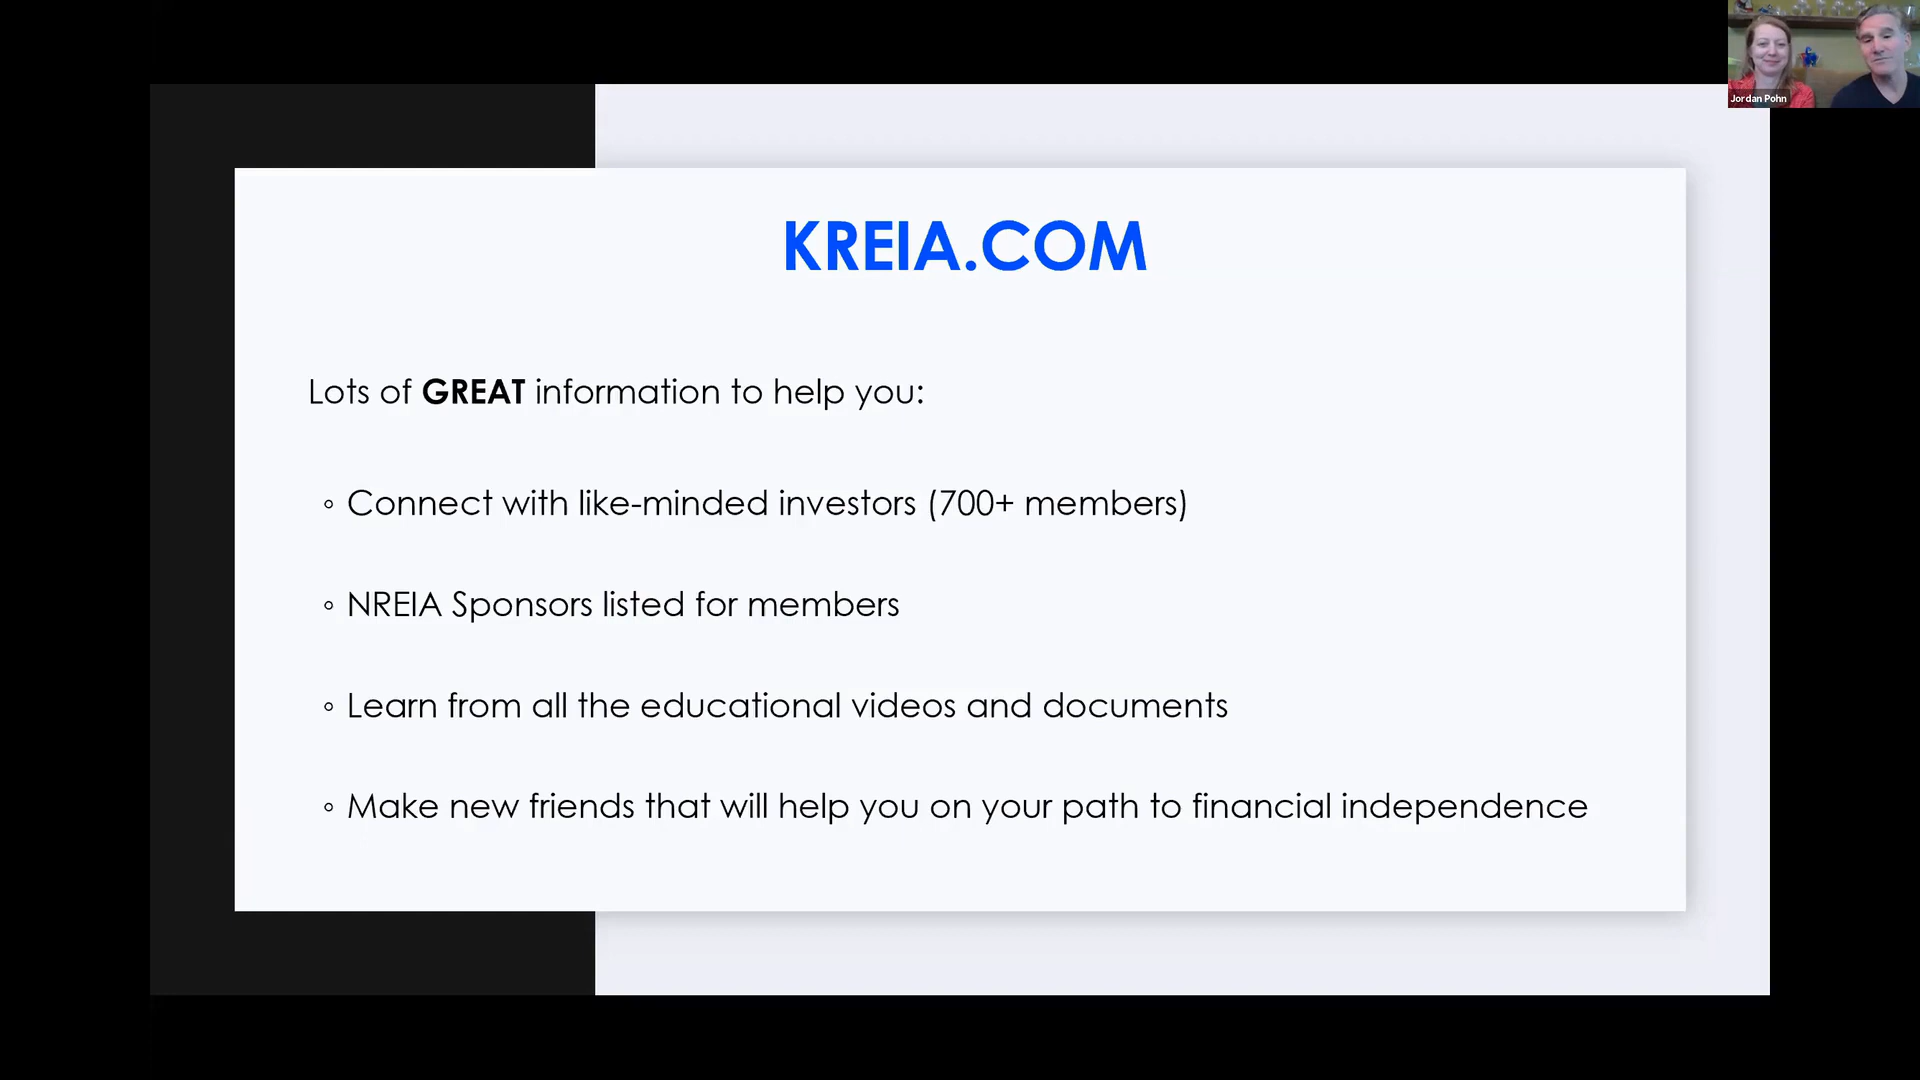 Jordan Pohn
KREIA.COM
Lots of GREAT information to help you:
◦ Connect with like-minded investors (700+ members)
◦ NREIA Sponsors listed for members
◦ Learn from all the educational videos and documents
◦ Make new friends that will help you on your path to financial independence